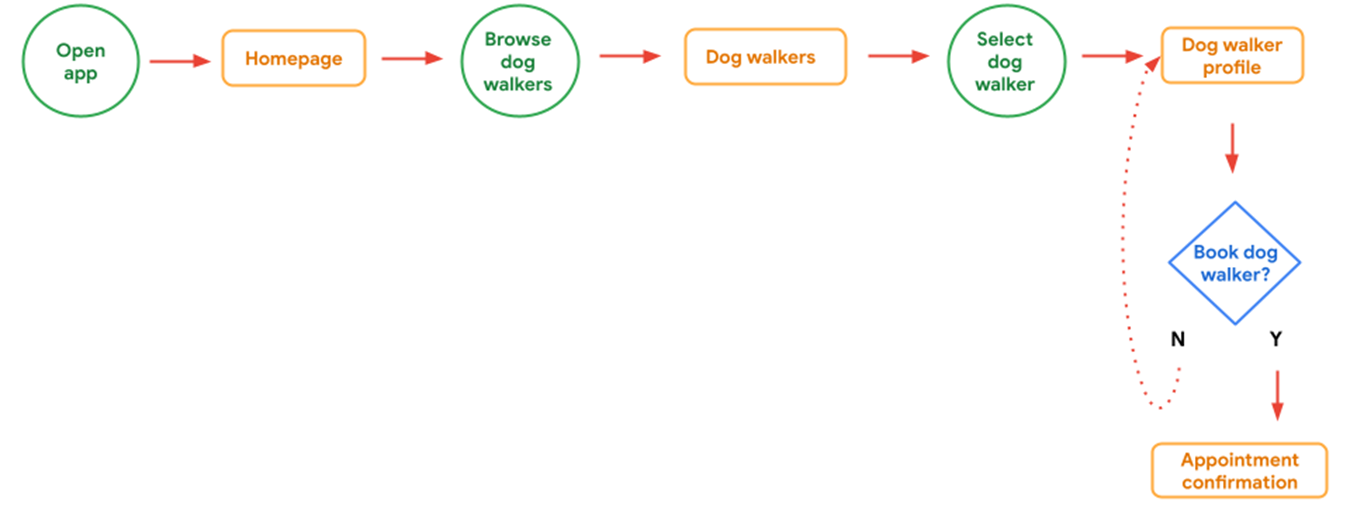 Open
app
Homepage
Browse
dog
walkers
Dog walkers
Select
dog
walker
Dog walker
profile
Book dog
walker?
N
Y
Appointment
confirmation